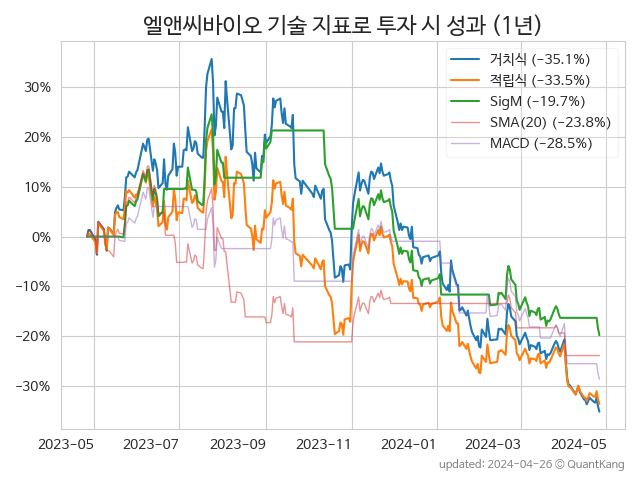 엘앤씨바이오 기술 지표로 투자 시 성과 (1년)
거치식 (−35.1%)
적립식 (−33.5%)
SigM (−19.7%)
SMA(20) (−23.8%)
MACD (−28.5%)
30%
20%
10%
0%
−10%
−20%
−30%
2023-05 2023-07 2023-09 2023-11 2024-01 2024-03 2024-05
updated: 2024-04-26 © QuantKang